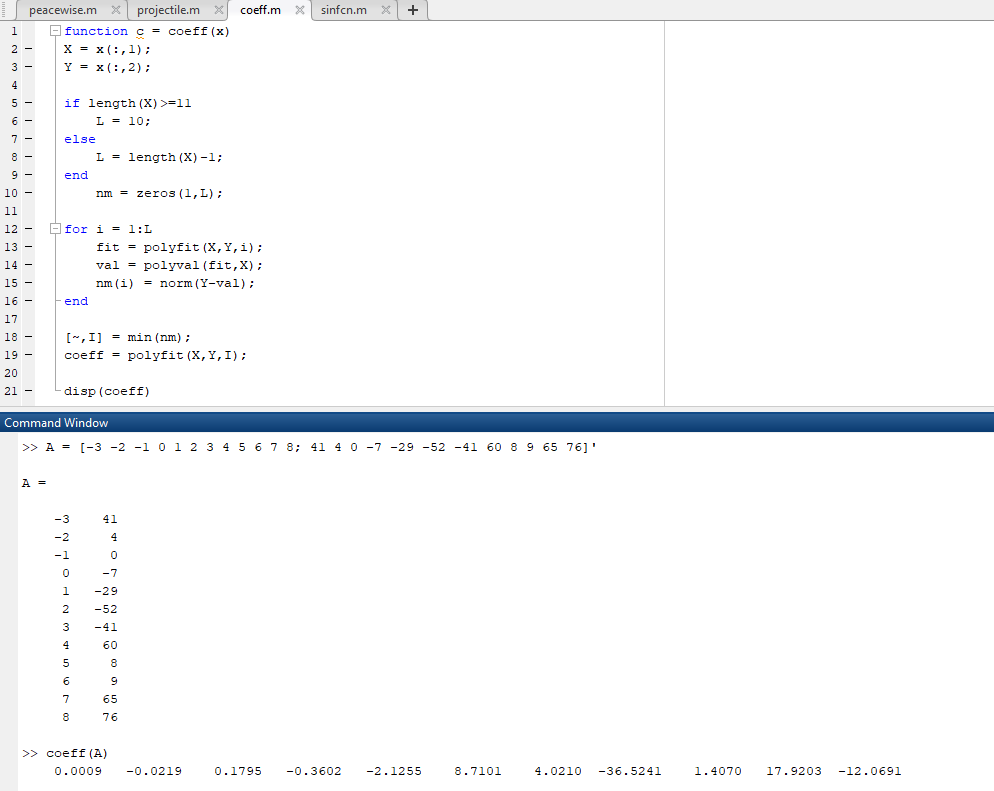 peacewise.m × projectile.m × coeff.m × sinfcn.m × +
1 function c = coeff(x)
2 – X = x(:,1);
3 – Y = x(:,2);
4
5 – if length(X)>=11
6 – L = 10;
7 – else
8 – L = length(X)-1;
9 – end
10 – nm = zeros(1,L);
11
12 – for i = 1:L
13 – fit = polyfit(X,Y,i);
14 – val = polyval(fit,X);
15 – nm(i) = norm(Y-val);
16 – end
17
18 – [~,I] = min(nm);
19 – coeff = polyfit(X,Y,I);
20
21 – disp(coeff)
Command Window
>> A = [-3 -2 -1 0 1 2 3 4 5 6 7 8; 41 4 0 -7 -29 -52 -41 60 8 9 65 76]'
A =
-3 41
-2 4
-1 0
0 -7
1 -29
2 -52
3 -41
4 60
5 8
6 9
7 65
8 76
>> coeff(A)
0.0009 -0.0219 0.1795 -0.3602 -2.1255 8.7101 4.0210 -36.5241 1.4070 17.9203 -12.0691